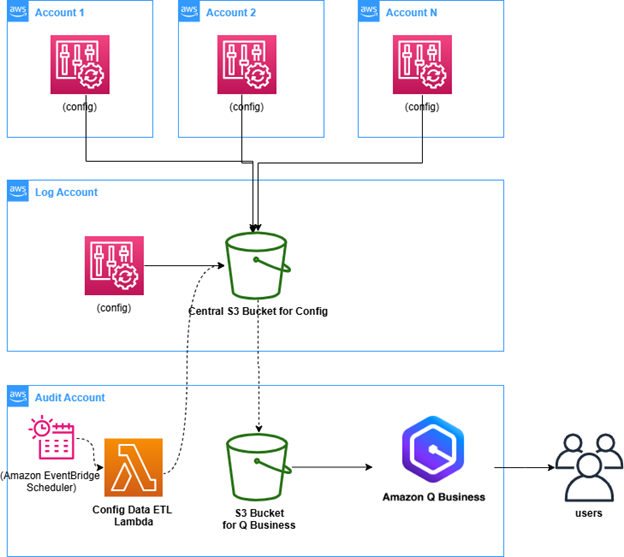 aws
Account 1
aws
Account 2
aws
Account N
(config)
(config)
(config)
aws
Log Account
(config)
Central S3 Bucket for Config
aws
Audit Account
(Amazon EventBridge
Scheduler)
Config Data ETL
Lambda
S3 Bucket
for Q Business
Amazon Q Business
users